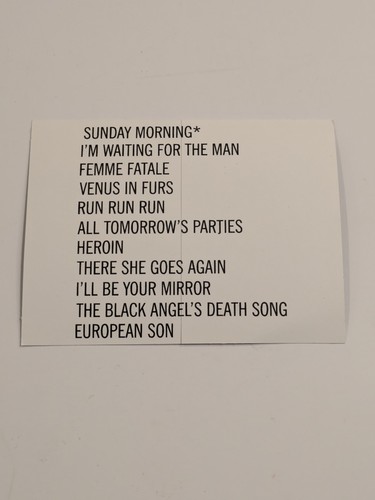 SUNDAY MORNING*
I'M WAITING FOR THE MAN
FEMME FATALE
VENUS IN FURS
RUN RUN RUN
ALL TOMORROW'S PARTIES
HEROIN
THERE SHE GOES AGAIN
I'LL BE YOUR MIRROR
THE BLACK ANGEL'S DEATH SONG
EUROPEAN SON